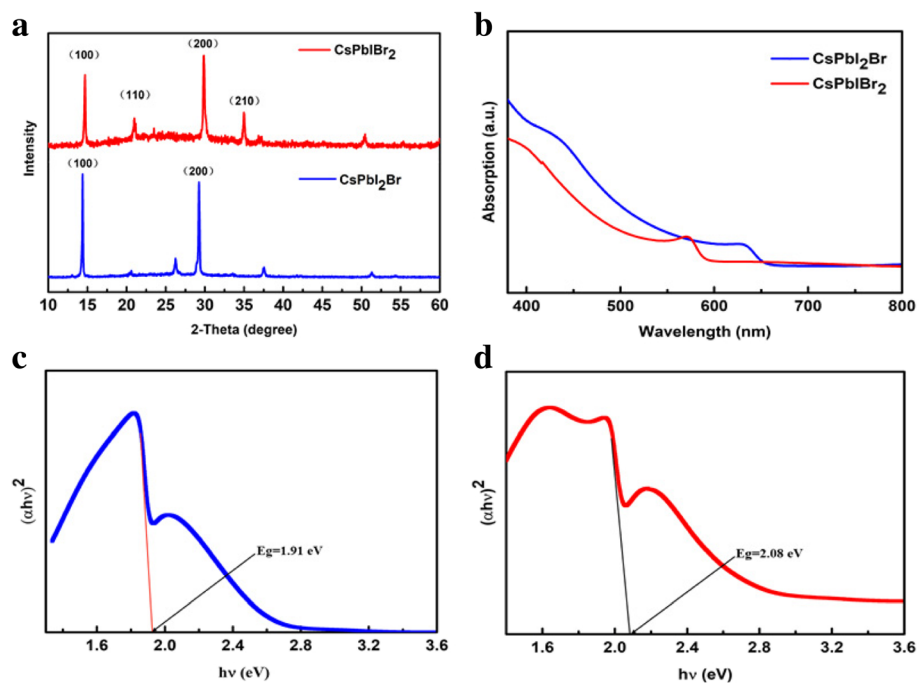 a
CsPbIBr2
(100)
(110)
(200)
(210)
CsPbI2Br
(100)
(200)
Intensity
10 15 20 25 30 35 40 45 50 55 60
2-Theta (degree)
b
CsPbI2Br
CsPbIBr2
Absorption (a.u.)
400 500 600 700 800
Wavelength (nm)
c
(αhν)2
Eg=1.91 eV
1.6 2.0 2.4 2.8 3.2 3.6
hν (eV)
d
(αhν)2
Eg=2.08 eV
1.6 2.0 2.4 2.8 3.2 3.6
hν (eV)